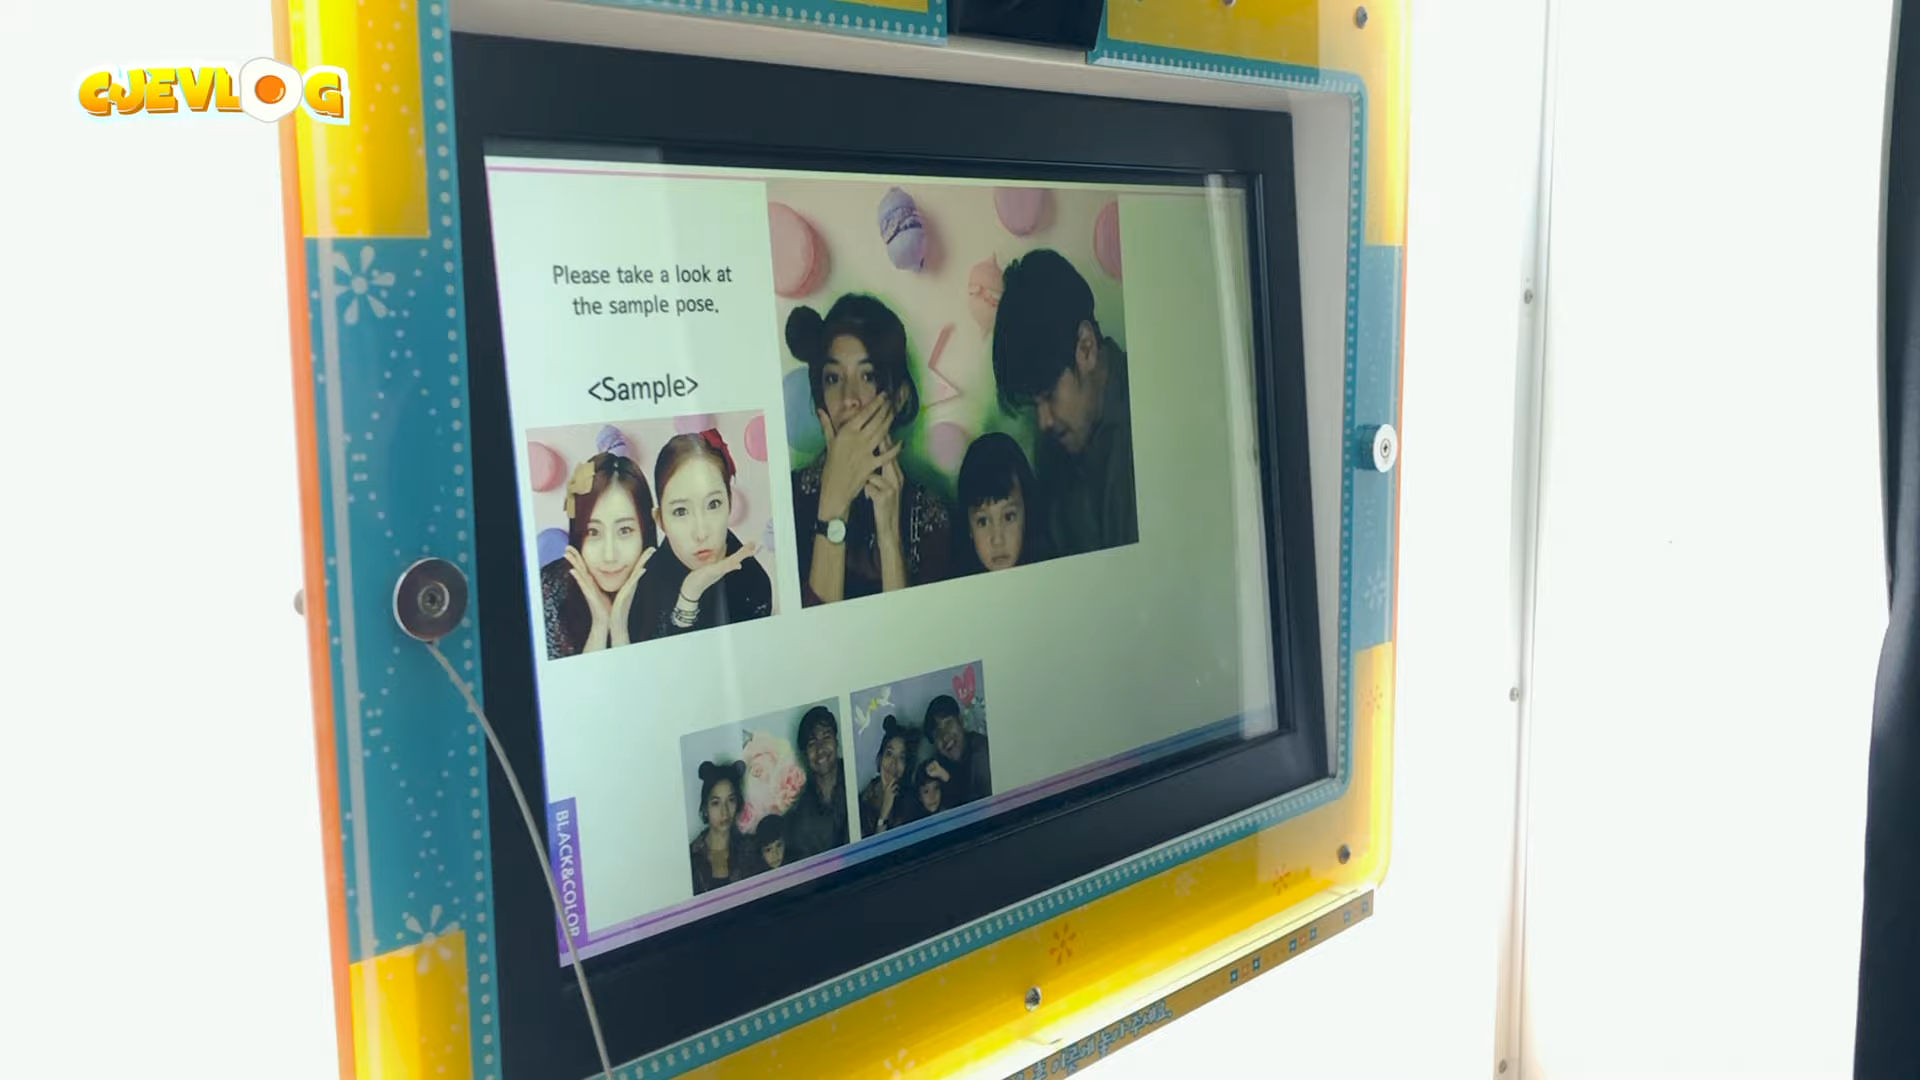 CJEVLOG
Please take a look at
the sample pose.
<Sample>
BLACK&COLOR